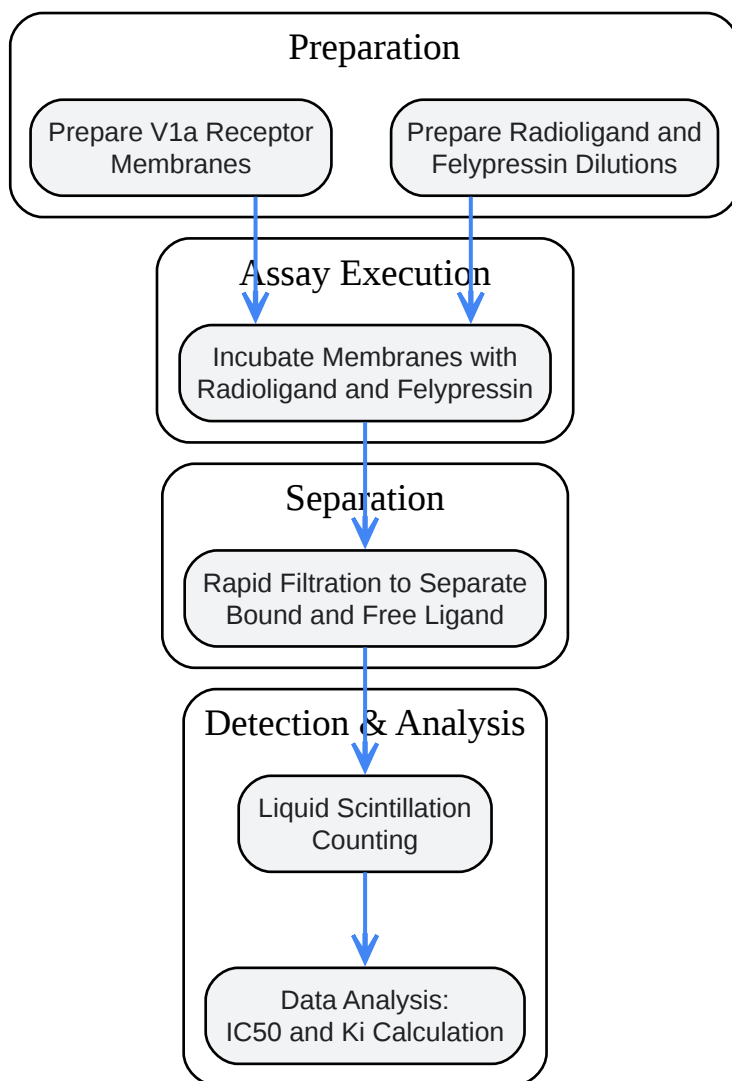 Preparation
Prepare V1a Receptor
Membranes
Prepare Radioligand and
Felypressin Dilutions
Assay Execution
Incubate Membranes with
Radioligand and Felypressin
Separation
Rapid Filtration to Separate
Bound and Free Ligand
Detection & Analysis
Liquid Scintillation
Counting
Data Analysis:
IC50 and Ki Calculation